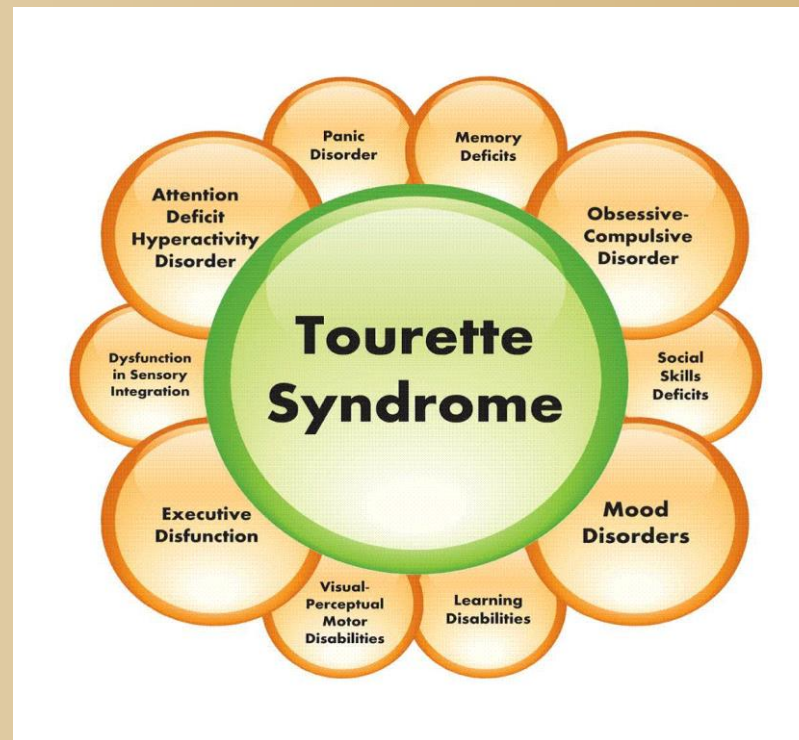 Panic
Disorder
Memory
Deficits
Attention
Deficit
Hyperactivity
Disorder
Obsessive-
Compulsive
Disorder
Tourette
Syndrome
Dysfunction
in Sensory
Integration
Social
Skills
Deficits
Executive
Disfunction
Mood
Disorders
Visual-
Perceptual
Motor
Disabilities
Learning
Disabilities